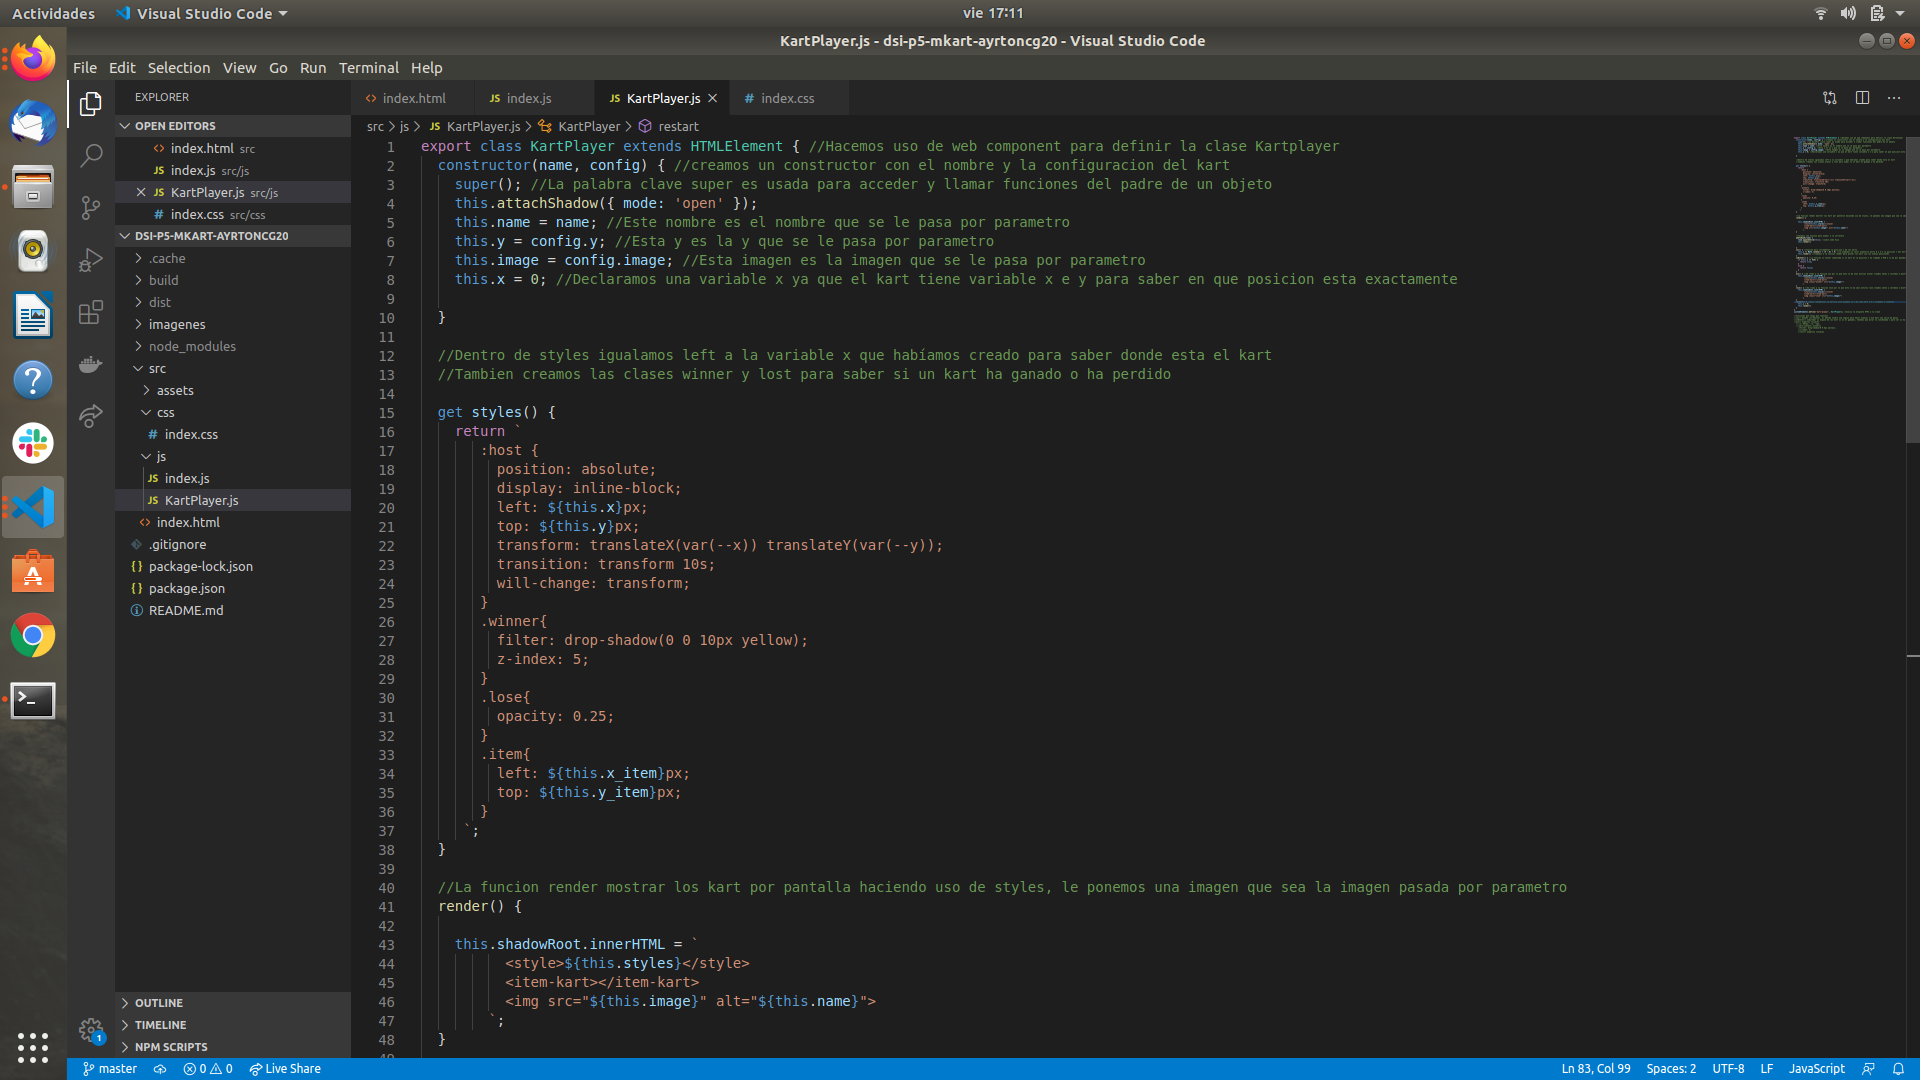 Actividades
Visual Studio Code
vie 17:11
KartPlayer.js - dsi-p5-mkart-ayrtoncg20 - Visual Studio Code
File Edit Selection View Go Run Terminal Help
EXPLORER
OPEN EDITORS
index.html src
index.js src/js
KartPlayer.js src/js
index.css src/css
DSI-P5-MKART-AYRTONCG20
.cache
build
dist
imagenes
node_modules
src
assets
css
# index.css
js
JS index.js
JS KartPlayer.js
index.html
.gitignore
{} package-lock.json
{} package.json
README.md
OUTLINE
TIMELINE
NPM SCRIPTS
1
index.html JS index.js JS KartPlayer.js # index.css
src > js > JS KartPlayer.js > KartPlayer > restart
1 export class KartPlayer extends HTMLElement { //Hacemos uso de web component para definir la clase Kartplayer
2 constructor(name, config) { //creamos un constructor con el nombre y la configuracion del kart
3 super(); //La palabra clave super es usada para acceder y llamar funciones del padre de un objeto
4 this.attachShadow({ mode: 'open' });
5 this.name = name; //Este nombre es el nombre que se le pasa por parametro
6 this.y = config.y; //Esta y es la y que se le pasa por parametro
7 this.image = config.image; //Esta imagen es la imagen que se le pasa por parametro
8 this.x = 0; //Declaramos una variable x ya que el kart tiene variable x e y para saber en que posicion esta exactamente
9
10 }
11
12 //Dentro de styles igualamos left a la variable x que habíamos creado para saber donde esta el kart
13 //Tambien creamos las clases winner y lost para saber si un kart ha ganado o ha perdido
14
15 get styles() {
16 return `
17 :host {
18 position: absolute;
19 display: inline-block;
20 left: ${this.x}px;
21 top: ${this.y}px;
22 transform: translateX(var(--x)) translateY(var(--y));
23 transition: transform 10s;
24 will-change: transform;
25 }
26 .winner{
27 filter: drop-shadow(0 0 10px yellow);
28 z-index: 5;
29 }
30 .lose{
31 opacity: 0.25;
32 }
33 .item{
34 left: ${this.x_item}px;
35 top: ${this.y_item}px;
36 }
37 `;
38 }
39
40 //La funcion render mostrar los kart por pantalla haciendo uso de styles, le ponemos una imagen que sea la imagen pasada por parametro
41 render() {
42
43 this.shadowRoot.innerHTML = `
44 <style>${this.styles}</style>
45 <item-kart></item-kart>
46 <img src="${this.image}" alt="${this.name}">
47 `;
48 }
master 0 0 Live Share
Ln 83, Col 99 Spaces: 2 UTF-8 LF JavaScript